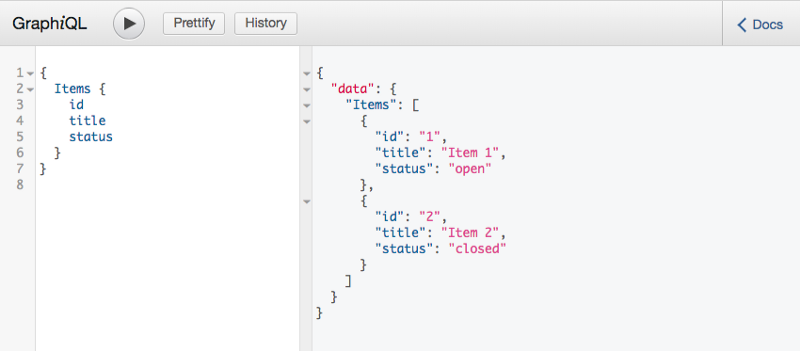 GraphiQL Prettify History Docs
1 {
2 Items {
3 id
4 title
5 status
6 }
7 }
8
{
"data": {
"Items": [
{
"id": "1",
"title": "Item 1",
"status": "open"
},
{
"id": "2",
"title": "Item 2",
"status": "closed"
}
]
}
}